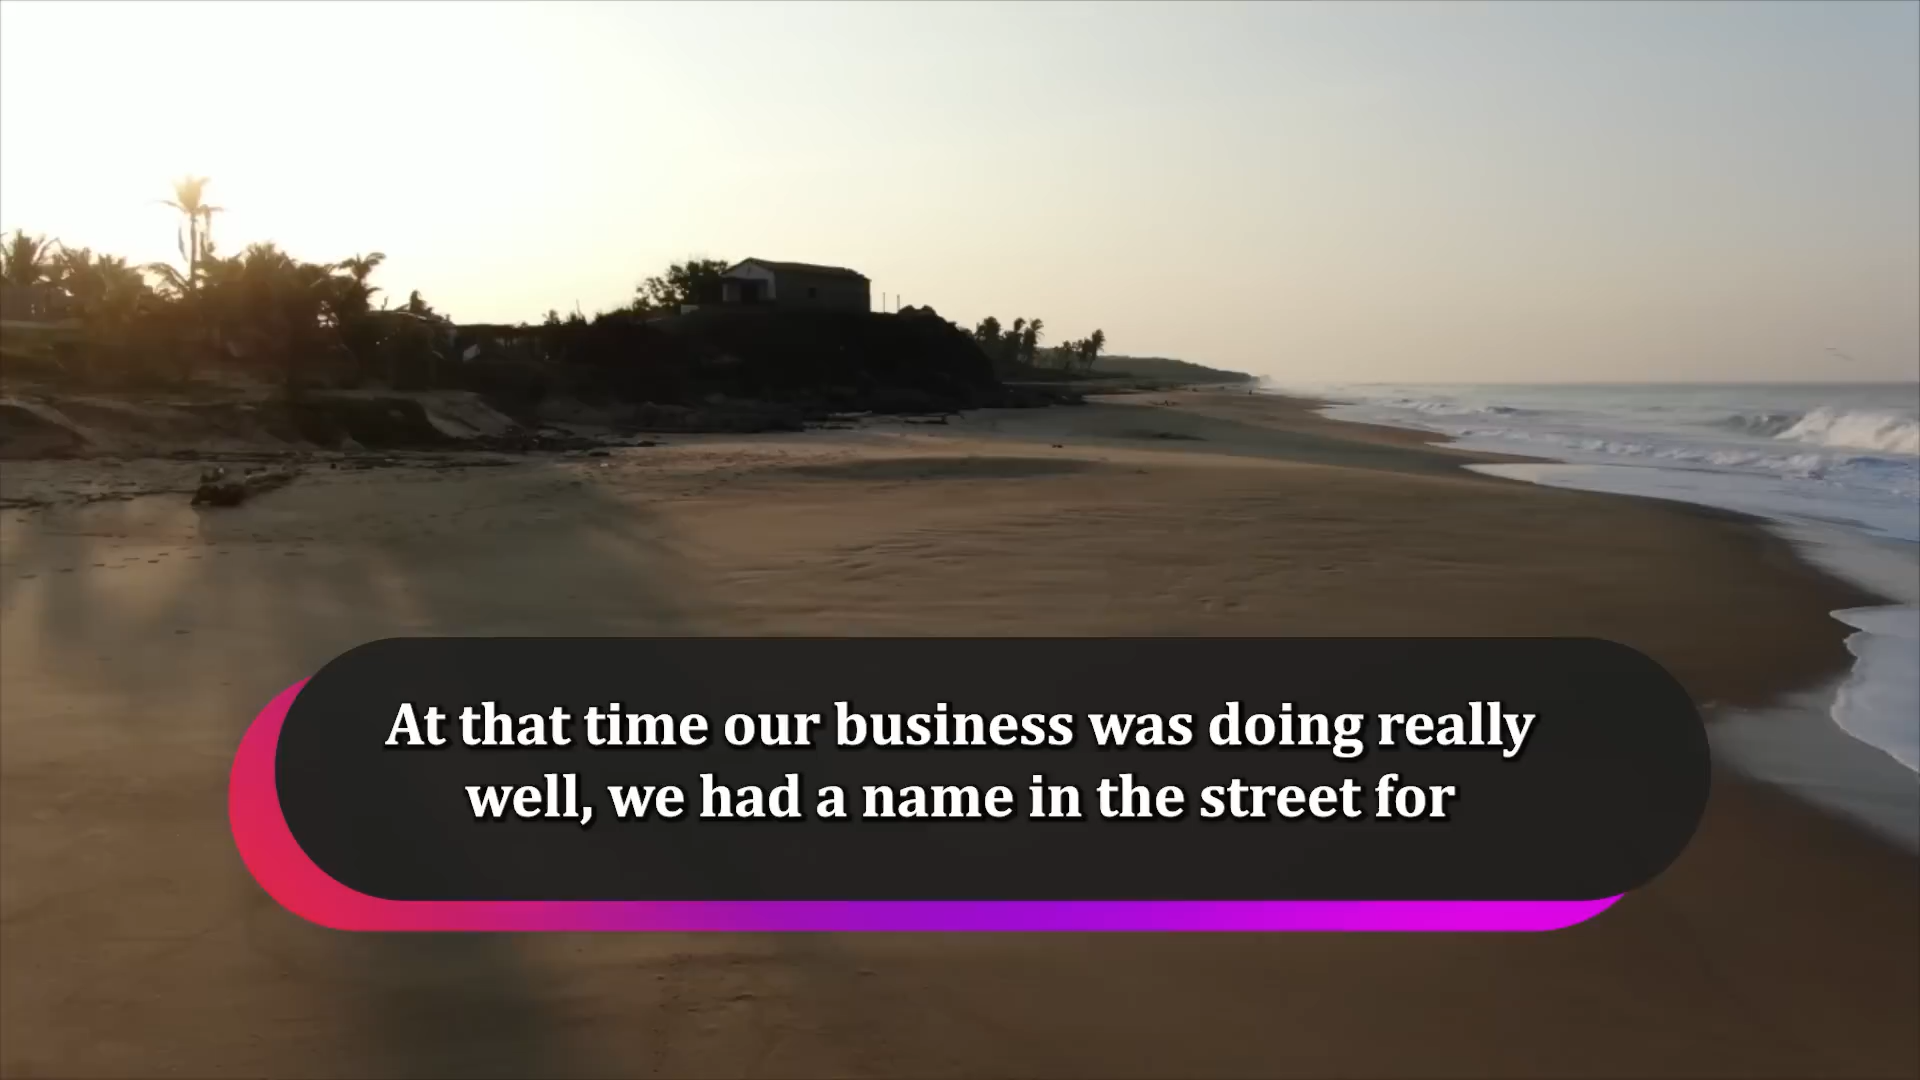 At that time our business was doing really
well, we had a name in the street for